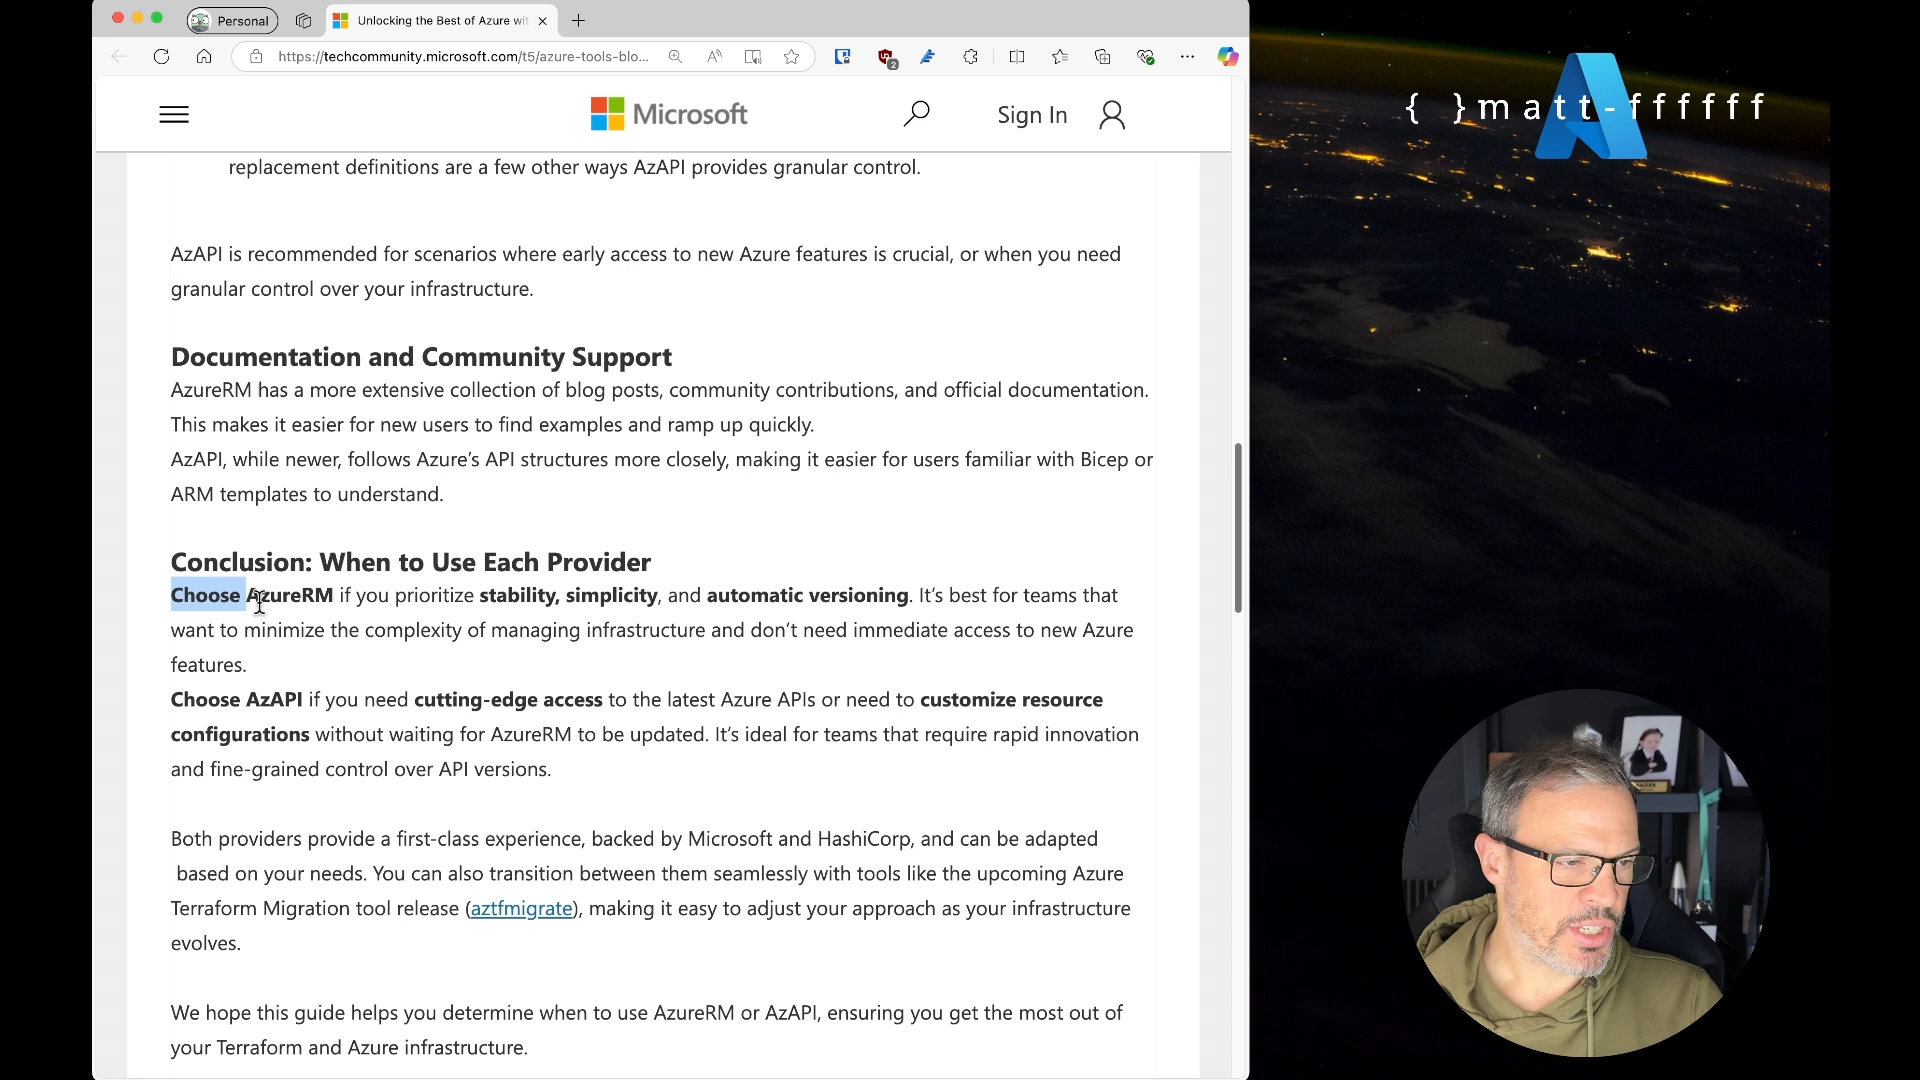 Personal
Unlocking the Best of Azure wit
https://techcommunity.microsoft.com/t5/azure-tools-blo...
2
Microsoft
Sign In
{ }matt-ffffff
replacement definitions are a few other ways AzAPI provides granular control.
AzAPI is recommended for scenarios where early access to new Azure features is crucial, or when you need
granular control over your infrastructure.
Documentation and Community Support
AzureRM has a more extensive collection of blog posts, community contributions, and official documentation.
This makes it easier for new users to find examples and ramp up quickly.
AzAPI, while newer, follows Azure’s API structures more closely, making it easier for users familiar with Bicep or
ARM templates to understand.
Conclusion: When to Use Each Provider
Choose AzureRM if you prioritize stability, simplicity, and automatic versioning. It’s best for teams that
want to minimize the complexity of managing infrastructure and don’t need immediate access to new Azure
features.
Choose AzAPI if you need cutting-edge access to the latest Azure APIs or need to customize resource
configurations without waiting for AzureRM to be updated. It’s ideal for teams that require rapid innovation
and fine-grained control over API versions.
Both providers provide a first-class experience, backed by Microsoft and HashiCorp, and can be adapted
based on your needs. You can also transition between them seamlessly with tools like the upcoming Azure
Terraform Migration tool release (aztfmigrate), making it easy to adjust your approach as your infrastructure
evolves.
We hope this guide helps you determine when to use AzureRM or AzAPI, ensuring you get the most out of
your Terraform and Azure infrastructure.